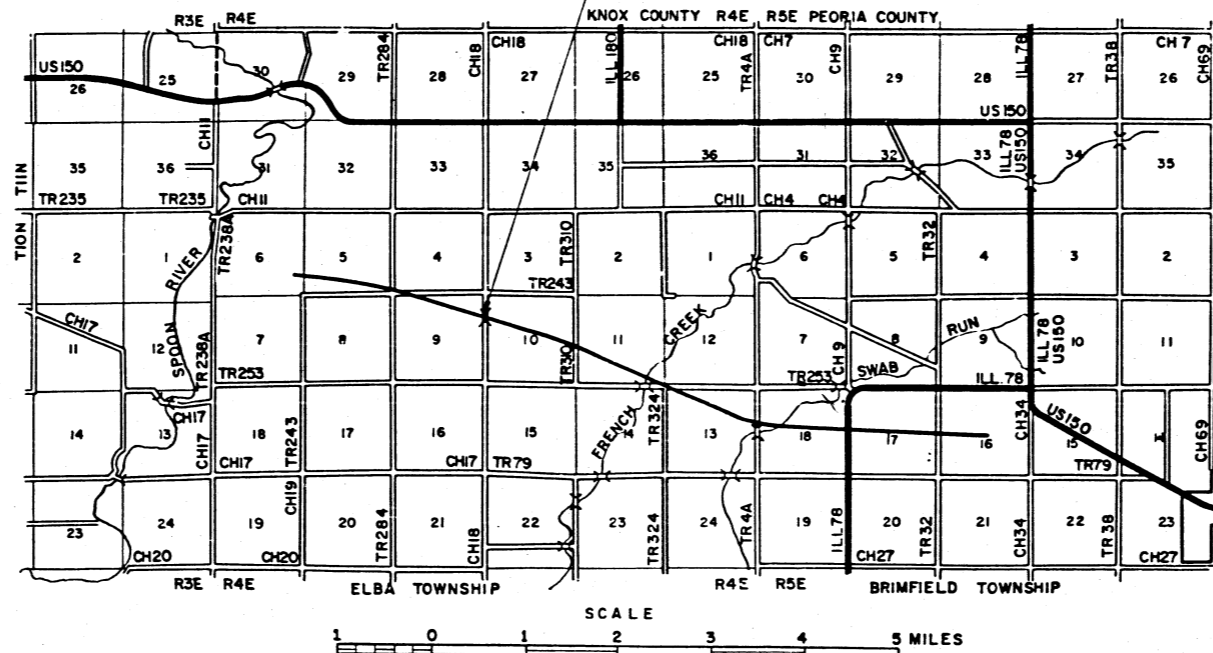 KNOX COUNTY R4E R5E PEORIA COUNTY
R3E R4E
CH18 CH18 CH7 CH7
US150 26 25 30 29 TR284 28 CH18 27 ILL.180 26 25 TR4A 30 CH9 29 28 ILL.78 27 TR38 26 CH69
CH11 US150
T11N 35 36 31 32 33 34 35 36 31 32 33 ILL78 US150 34 35
TR235 TR235 CH11 CH11 CH4 CH4
T10N 2 1 RIVER TR238A 6 5 4 3 TR310 2 1 6 5 TR32 4 3 2
TR243
CH17 11 12 SPOON TR238A 7 8 9 10 TR310 11 CREEK 12 7 CH9 8 RUN 9 ILL78 US150 10 11
TR253 TR253 SWAB ILL.78
CH17
14 13 CH17 18 TR243 17 16 15 FRENCH 14 TR324 13 18 17 16 CH34 15 US150 CH69
CH17 CH17 TR79 TR79
23 24 19 CH19 20 TR284 21 CH18 22 23 TR324 24 TR4A 19 ILL78 20 TR32 21 CH34 22 TR38 23
CH20 CH20 CH27 CH27
R3E R4E ELBA TOWNSHIP R4E R5E BRIMFIELD TOWNSHIP
SCALE
1 0 1 2 3 4 5 MILES